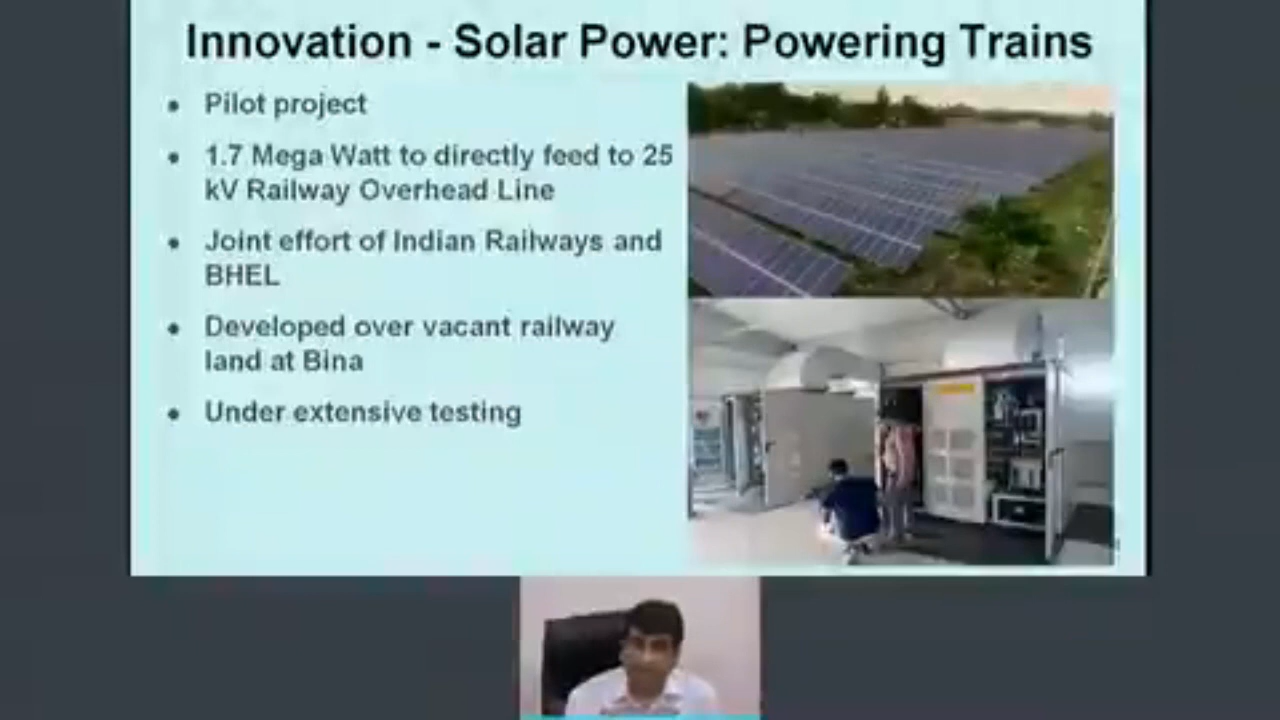 Innovation - Solar Power: Powering Trains
• Pilot project
• 1.7 Mega Watt to directly feed to 25
kV Railway Overhead Line
• Joint effort of Indian Railways and
BHEL
• Developed over vacant railway
land at Bina
• Under extensive testing